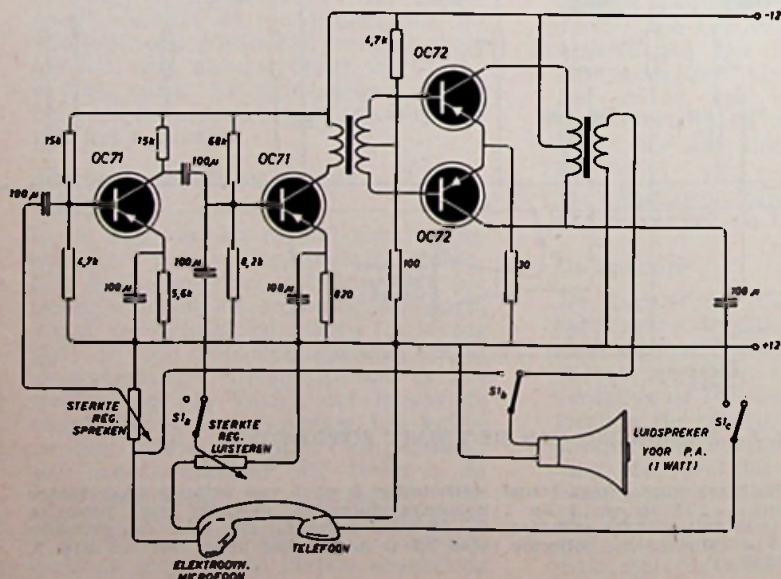 -12
4,7k
OC72
15k
15k
68k
OC71
100µ
OC71
100µ
OC72
4,7k
100µ
5,6k
100µ
8,2k
100µ
820
100
30
100µ
+12
STERKTE
REG.
SPREKEN
S1a
STERKTE
REG.
LUISTEREN
S1b
LUIDSPREKER
VOOR P.A.
(1 WATT)
S1c
TELEFOON
ELEKTRODYN.
MICROFOON